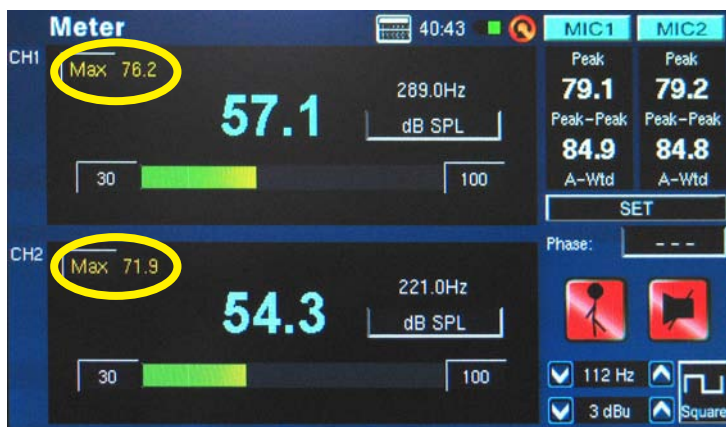 Meter
40:43
MIC1 MIC2
CH1
Max 76.2
57.1
289.0Hz
dB SPL
30
100
Peak Peak
79.1 79.2
Peak-Peak Peak-Peak
84.9 84.8
A-Wtd A-Wtd
SET
CH2
Max 71.9
54.3
221.0Hz
dB SPL
30
100
Phase: ---
112 Hz
3 dBu
Square